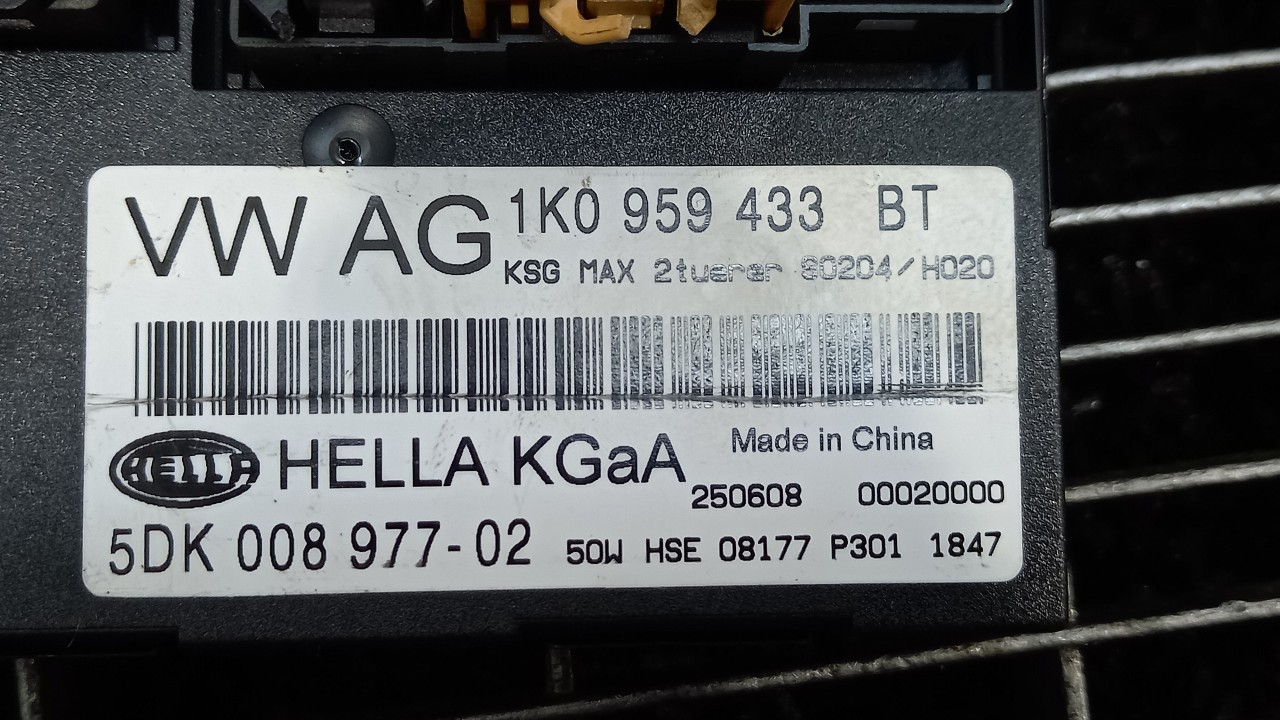 VW AG 1K0 959 433 BT
KSG MAX 2tuerer S0204/H020
HELLA HELLA KGaA Made in China
250608 00020000
5DK 008 977-02 50W HSE 08177 P301 1847